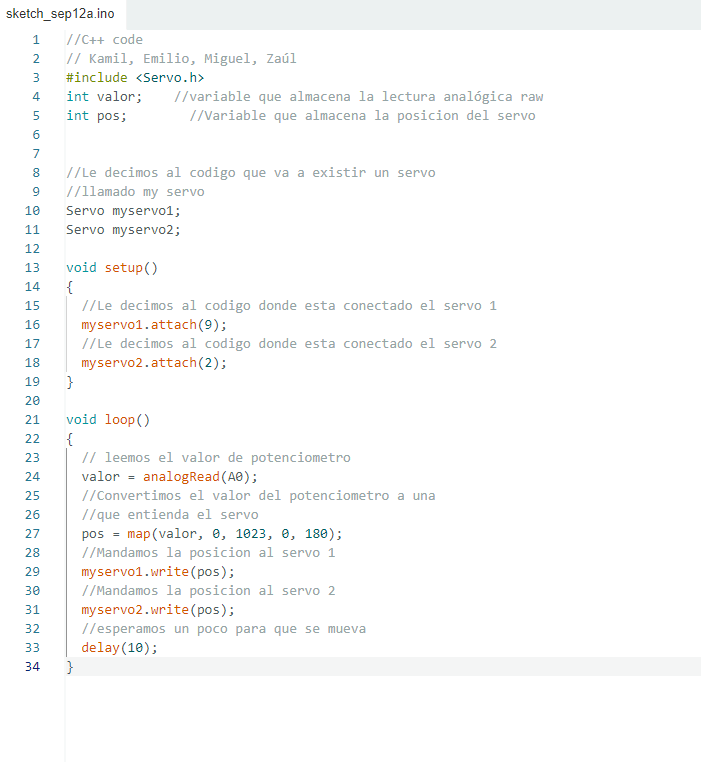 sketch_sep12a.ino
1 //C++ code
2 // Kamil, Emilio, Miguel, Zaúl
3 #include <Servo.h>
4 int valor;    //variable que almacena la lectura analógica raw
5 int pos;        //Variable que almacena la posicion del servo
6
7
8 //Le decimos al codigo que va a existir un servo
9 //llamado my servo
10 Servo myservo1;
11 Servo myservo2;
12
13 void setup()
14 {
15   //Le decimos al codigo donde esta conectado el servo 1
16   myservo1.attach(9);
17   //Le decimos al codigo donde esta conectado el servo 2
18   myservo2.attach(2);
19 }
20
21 void loop()
22 {
23   // leemos el valor de potenciometro
24   valor = analogRead(A0);
25   //Convertimos el valor del potenciometro a una
26   //que entienda el servo
27   pos = map(valor, 0, 1023, 0, 180);
28   //Mandamos la posicion al servo 1
29   myservo1.write(pos);
30   //Mandamos la posicion al servo 2
31   myservo2.write(pos);
32   //esperamos un poco para que se mueva
33   delay(10);
34 }